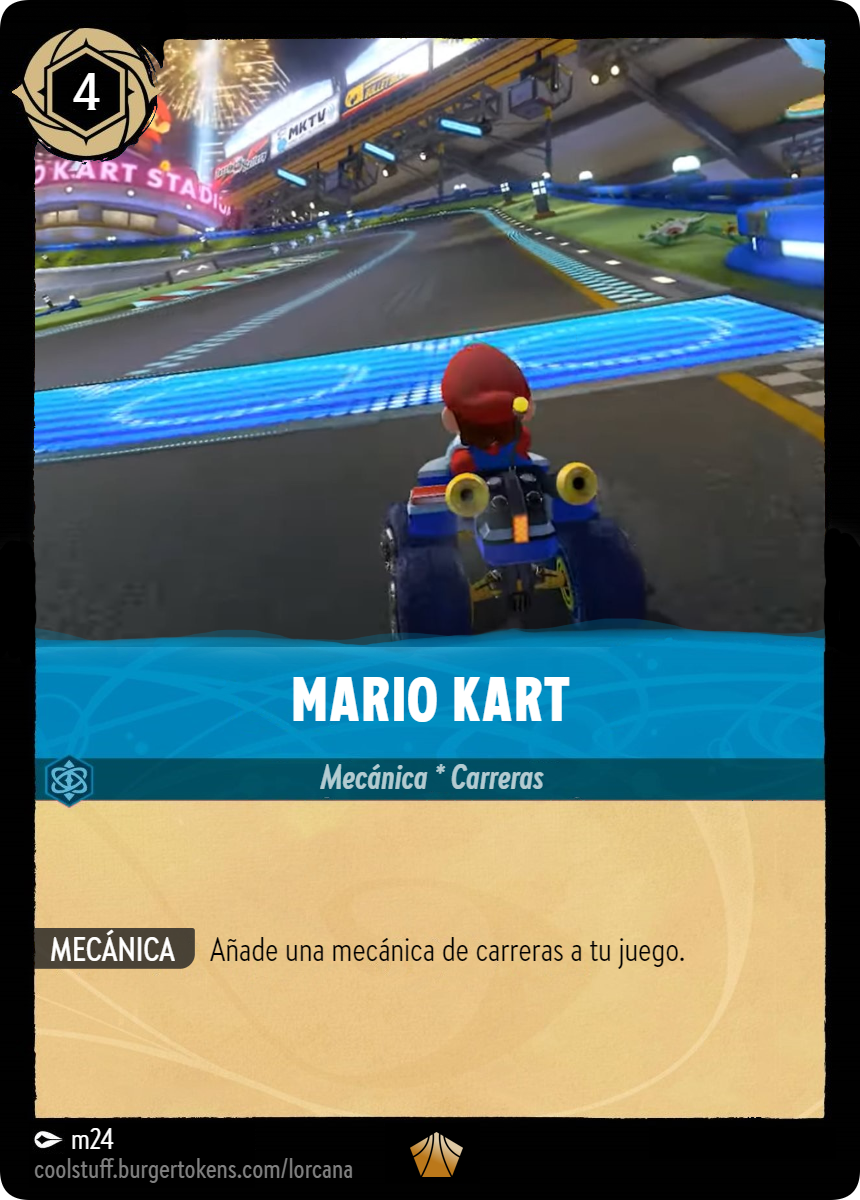 4
MKTV
O KART STADIU
MARIO KART
Mecánica * Carreras
MECÁNICA Añade una mecánica de carreras a tu juego.
m24
coolstuff.burgertokens.com/lorcana